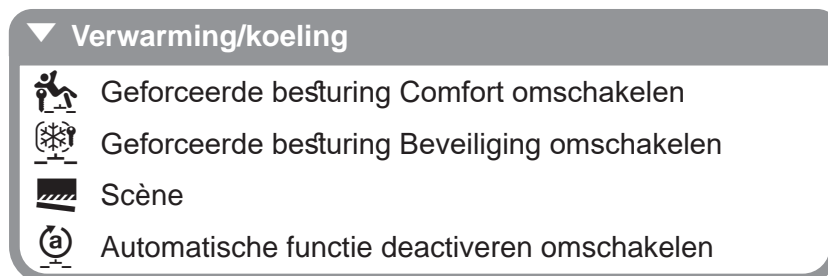 Verwarming/koeling
Geforceerde besturing Comfort omschakelen
Geforceerde besturing Beveiliging omschakelen
Scène
Automatische functie deactiveren omschakelen